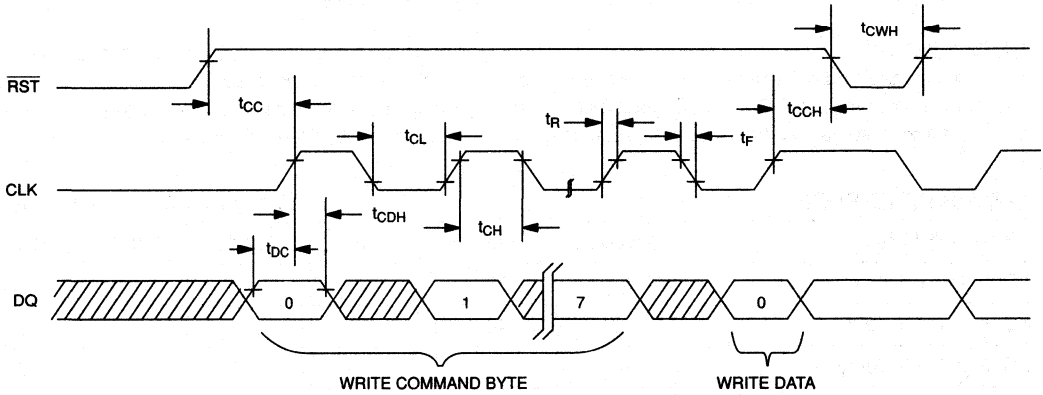 tCWH
RST
tCC
tCL
tR
tF
tCCH
CLK
tCDH
tCH
tDC
DQ
0
1
7
0
WRITE COMMAND BYTE
WRITE DATA